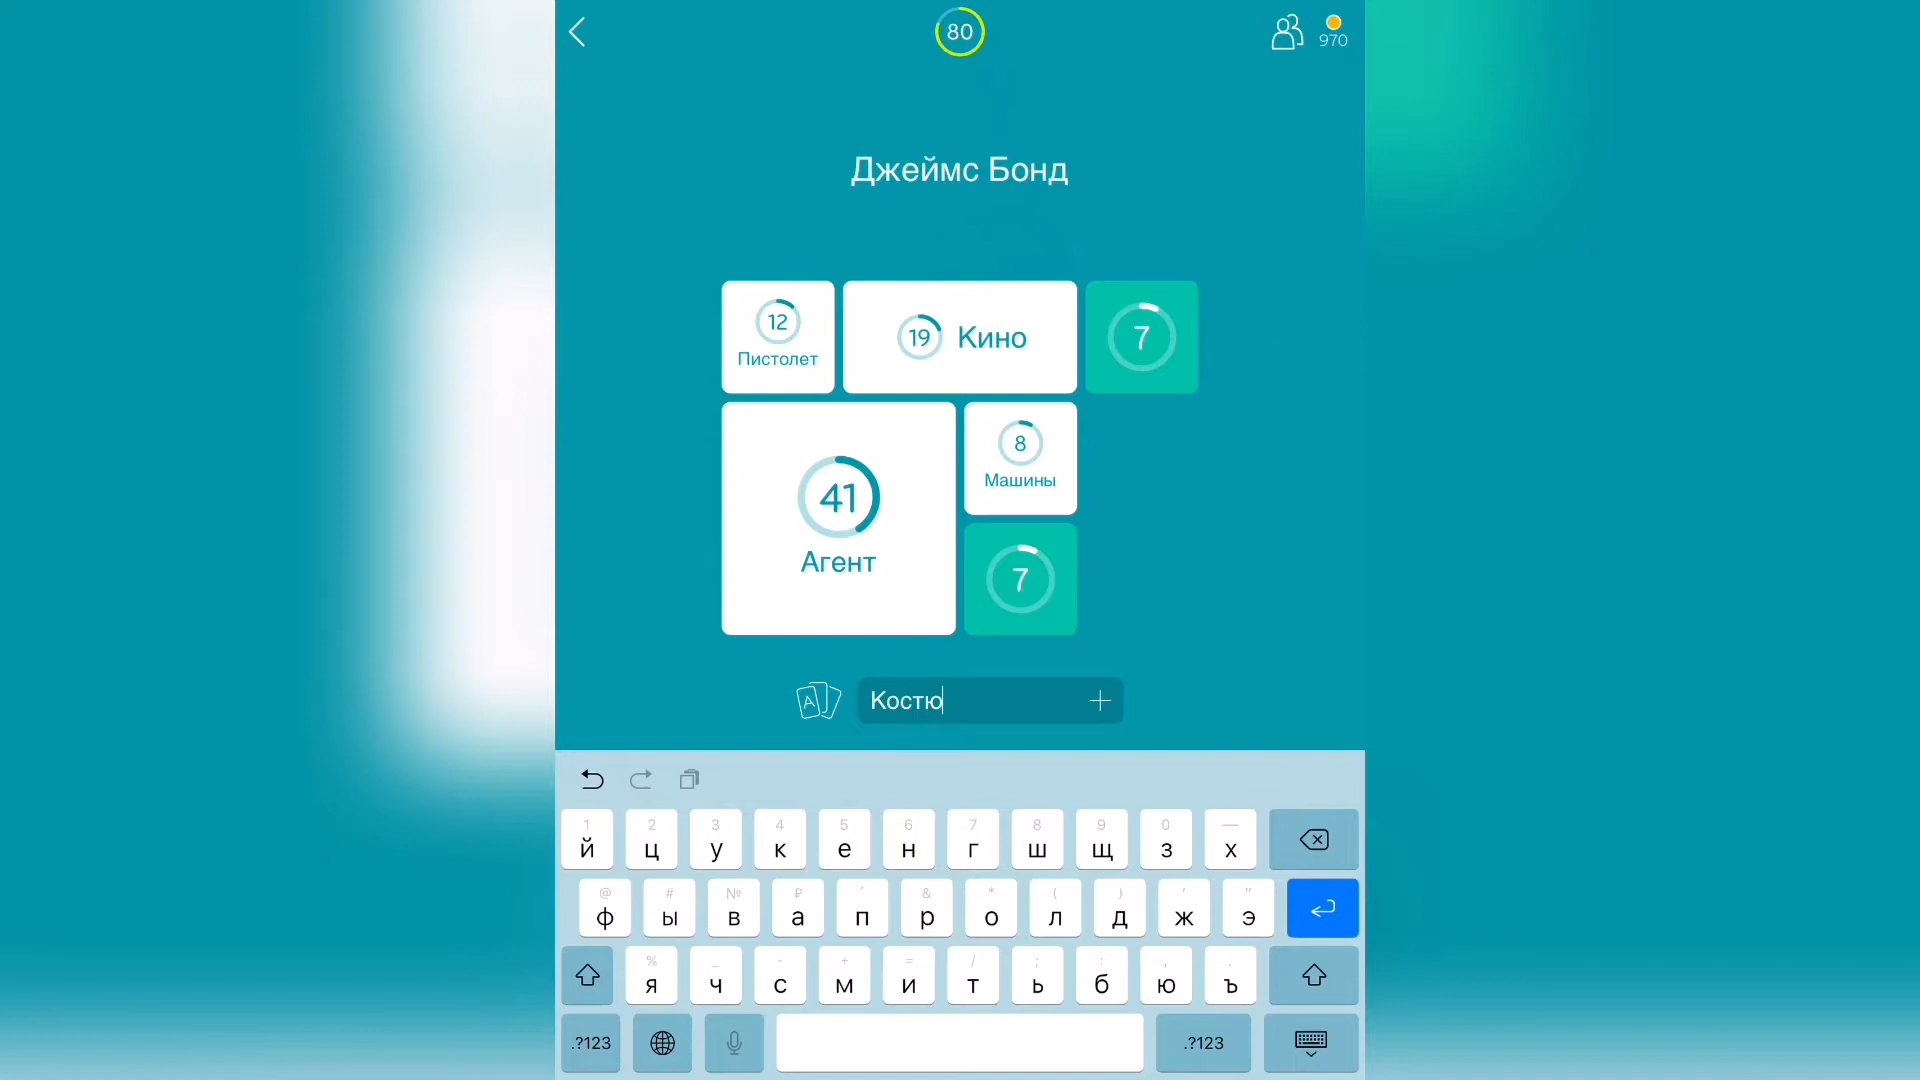 80
970
Джеймс Бонд
12
Пистолет
19 Кино
7
41
Агент
8
Машины
7
A
Костю
1 2 3 4 5 6 7 8 9 0 —
й ц у к е н г ш щ з х
@ # № ₽ ' & * ( ) ' "
ф ы в а п р о л д ж э
% _ - + = / ; : , .
я ч с м и т ь б ю ъ
.?123 .?123